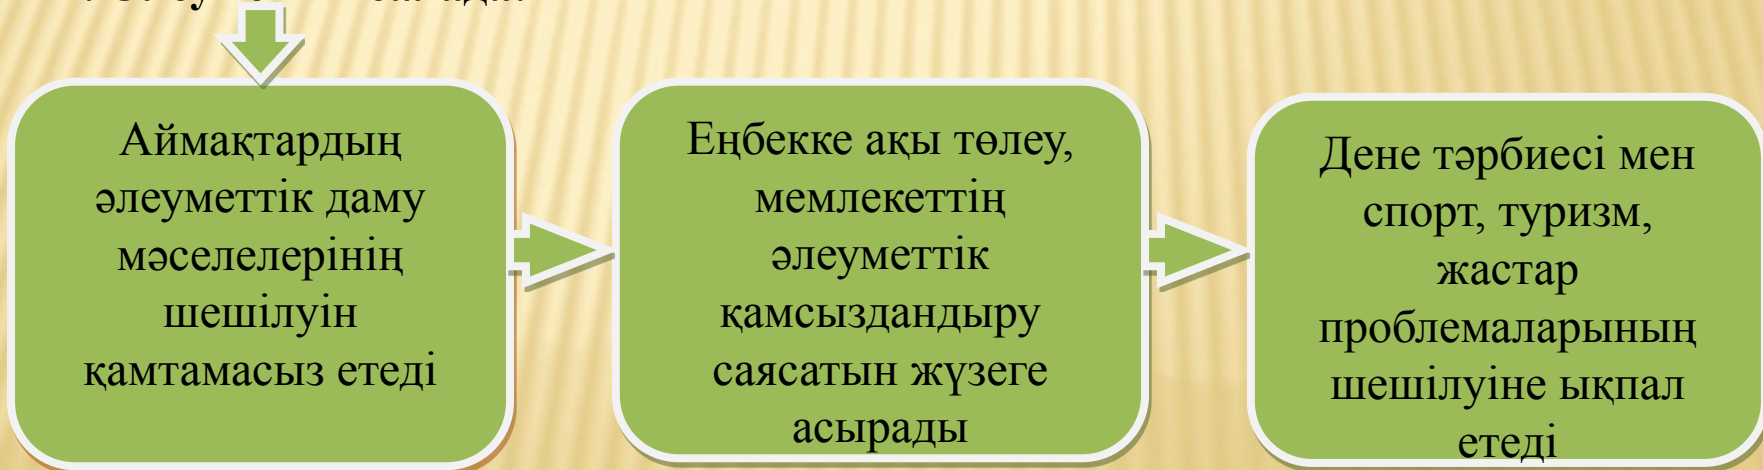 Аймақтардың
әлеуметтік даму
мәселелерінің
шешілуін
қамтамасыз етеді
Еңбекке ақы төлеу,
мемлекеттің
әлеуметтік
қамсыздандыру
саясатын жүзеге
асырады
Дене тәрбиесі мен
спорт, туризм,
жастар
проблемаларының
шешілуіне ықпал
етеді